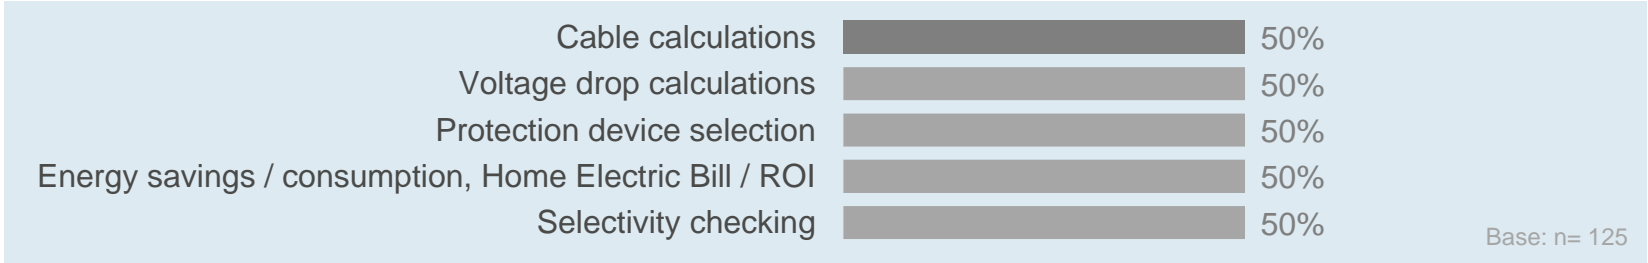 Cable calculations 50%
Voltage drop calculations 50%
Protection device selection 50%
Energy savings / consumption, Home Electric Bill / ROI 50%
Selectivity checking 50%
Base: n= 125